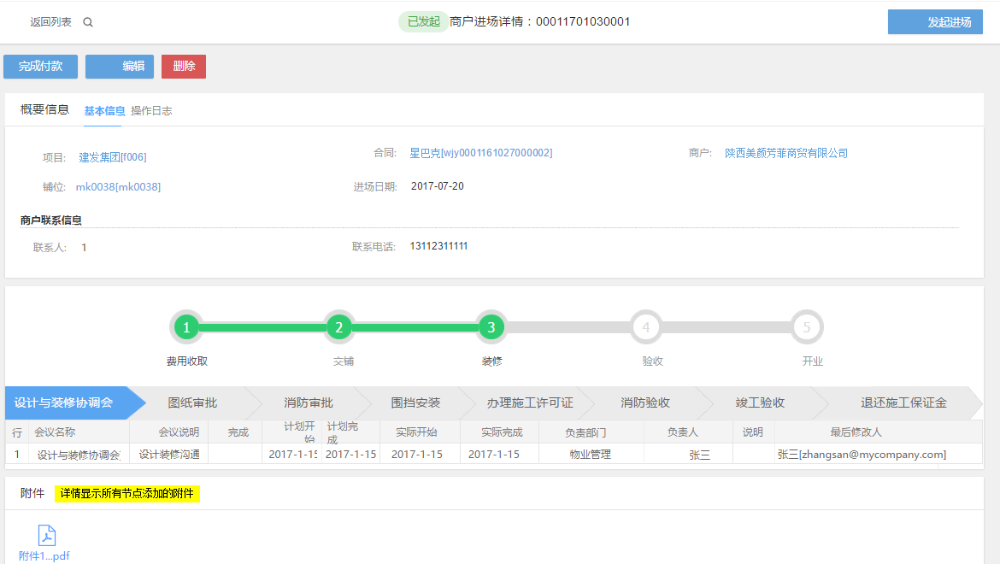 返回列表
已发起 商户进场详情：00011701030001
发起进场
完成付款 编辑 删除
概要信息 基本信息 操作日志
项目: 建发集团[f006] 合同: 星巴克[wjy0001161027000002] 商户: 陕西美颜芳菲商贸有限公司
铺位: mk0038[mk0038] 进场日期: 2017-07-20
商户联系信息
联系人: 1 联系电话: 13112311111
1 2 3 4 5
费用收取 交铺 装修 验收 开业
设计与装修协调会 图纸审批 消防审批 围挡安装 办理施工许可证 消防验收 竣工验收 退还施工保证金
行 会议名称 会议说明 完成 计划开始 计划完成 实际开始 实际完成 负责部门 负责人 说明 最后修改人
1 设计与装修协调会 设计装修沟通 2017-1-15 2017-1-15 2017-1-15 2017-1-15 物业管理 张三 张三[zhangsan@mycompany.com]
附件 详情显示所有节点添加的附件
附件1...pdf